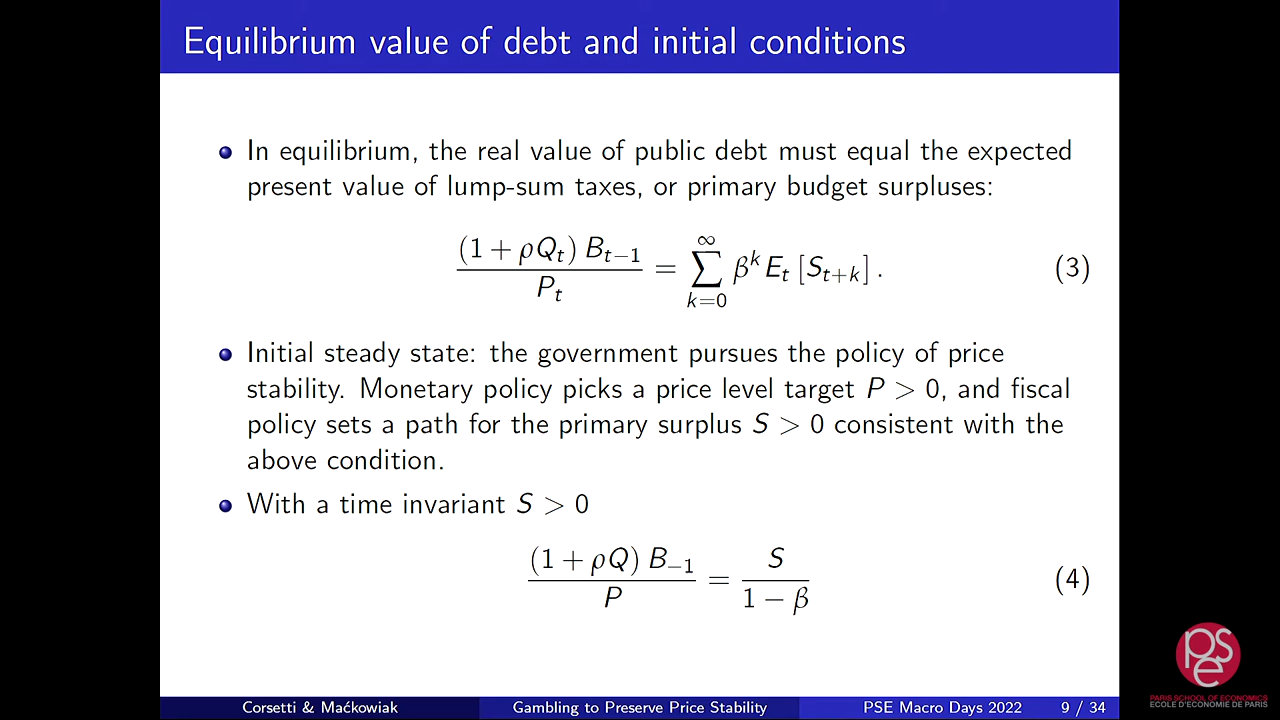 Equilibrium value of debt and initial conditions
In equilibrium, the real value of public debt must equal the expected
present value of lump-sum taxes, or primary budget surpluses:
(1 + ρQ_t) B_{t−1} / P_t = ∑_{k=0}^{∞} β^k E_t [S_{t+k}] . (3)
Initial steady state: the government pursues the policy of price
stability. Monetary policy picks a price level target P > 0, and fiscal
policy sets a path for the primary surplus S > 0 consistent with the
above condition.
With a time invariant S > 0
(1 + ρQ) B_{−1} / P = S / (1 − β) (4)
Corsetti & Maćkowiak Gambling to Preserve Price Stability PSE Macro Days 2022 9 / 34
pse
PARIS SCHOOL OF ECONOMICS
ECOLE D'ECONOMIE DE PARIS